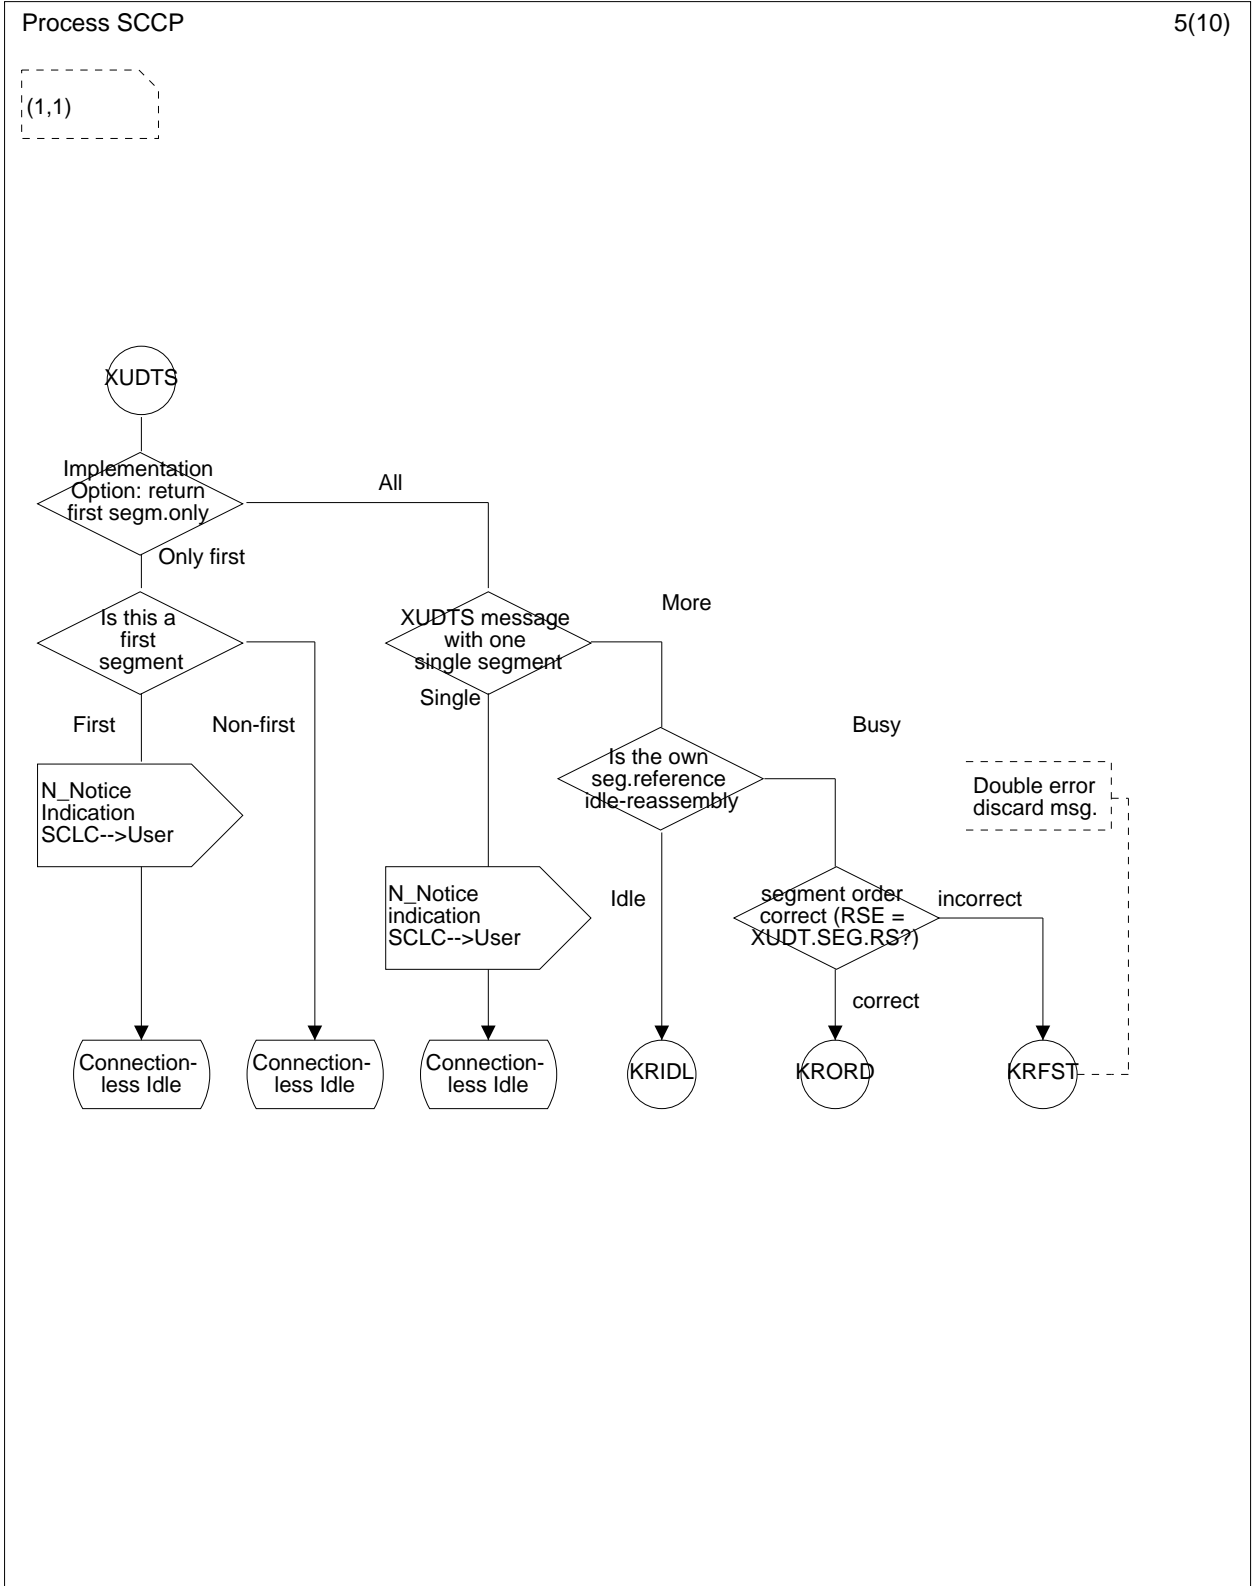 Process SCCP
5(10)
(1,1)
XUDTS
Implementation
Option: return
first segm.only
All
Only first
Is this a
first
segment
XUDTS message
with one
single segment
More
Single
First
Non-first
Is the own
seg.reference
idle-reassembly
Busy
N_Notice
Indication
SCLC-->User
Double error
discard msg.
N_Notice
indication
SCLC-->User
Idle
segment order
correct (RSE =
XUDT.SEG.RS?)
incorrect
correct
Connection-
less Idle
Connection-
less Idle
Connection-
less Idle
KRIDL
KRORD
KRFST